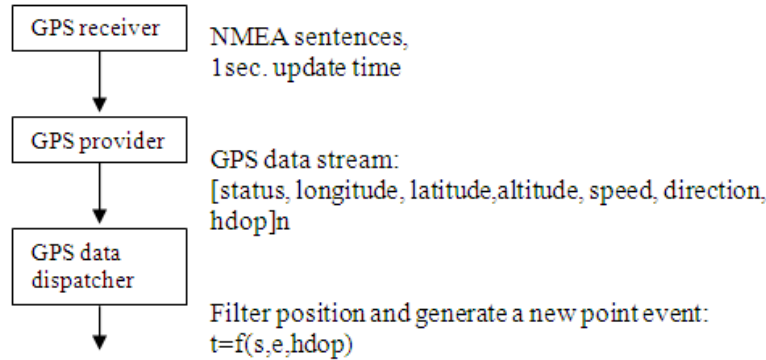 GPS receiver
NMEA sentences,
1sec. update time
GPS provider
GPS data stream:
[status, longitude, latitude,altitude, speed, direction,
hdop]n
GPS data
dispatcher
Filter position and generate a new point event:
t=f(s,e,hdop)